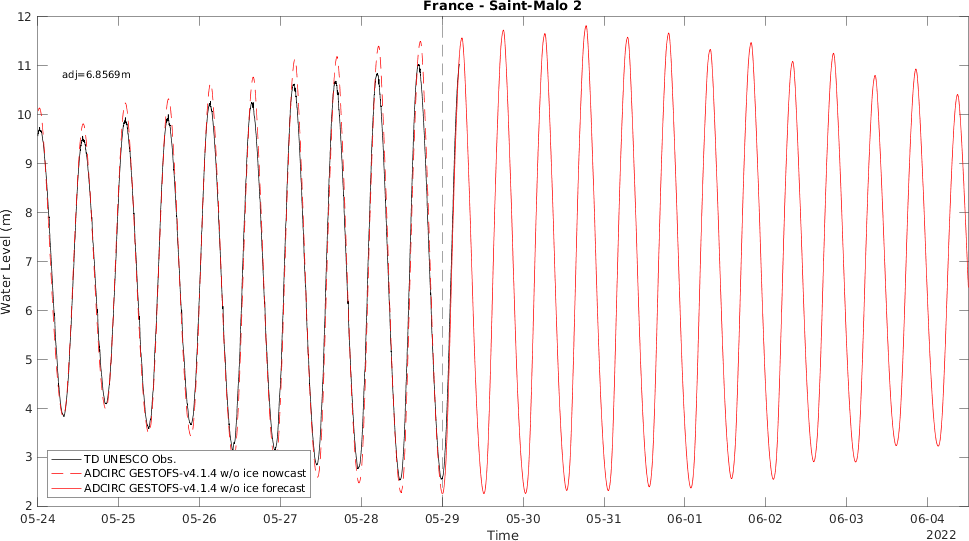 France - Saint-Malo 2
12
adj=6.8569m
11
10
9
8
7
6
5
4
3
2
Water Level (m)
TD UNESCO Obs.
ADCIRC GESTOFS-v4.1.4 w/o ice nowcast
ADCIRC GESTOFS-v4.1.4 w/o ice forecast
05-24 05-25 05-26 05-27 05-28 05-29 05-30 05-31 06-01 06-02 06-03 06-04
Time
2022